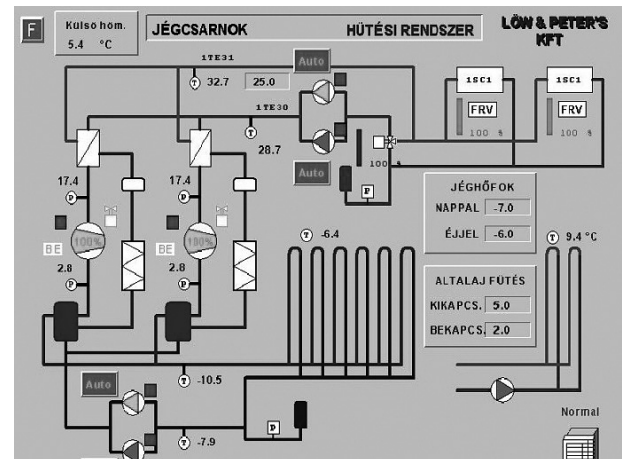 F
Külső hőm.
5.4 °C
JÉGCSARNOK
HŰTÉSI RENDSZER
LÖW & PETER'S
KFT
1TE31
T 32.7
25.0
Auto
1SC1
1SC1
FRV
FRV
100 %
100 %
1TE30
T
28.7
Auto
100 %
P
17.4
P
17.4
P
BE
100%
BE
100%
2.8
P
2.8
P
JÉGHŐFOK
NAPPAL -7.0
ÉJJEL -6.0
T -6.4
T 9.4 °C
ALTALAJ FÜTÉS
KIKAPCS. 5.0
BEKAPCS. 2.0
T -10.5
Auto
P
T -7.9
Normal